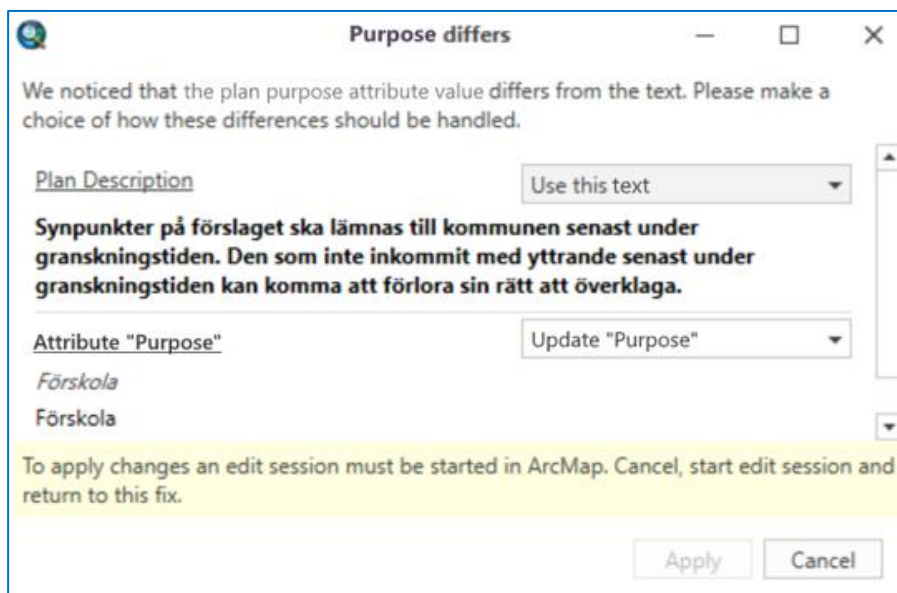 Purpose differs
We noticed that the plan purpose attribute value differs from the text. Please make a
choice of how these differences should be handled.
Plan Description
Use this text
Synpunkter på förslaget ska lämnas till kommunen senast under
granskningstiden. Den som inte inkommit med yttrande senast under
granskningstiden kan komma att förlora sin rätt att överklaga.
Attribute "Purpose"
Update "Purpose"
Förskola
Förskola
To apply changes an edit session must be started in ArcMap. Cancel, start edit session and
return to this fix.
Apply
Cancel